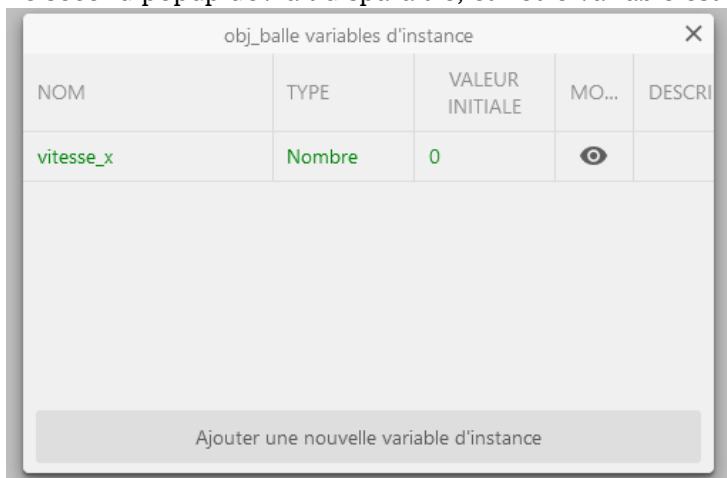 obj_balle variables d'instance
NOM TYPE VALEUR INITIALE MO... DESCRI
vitesse_x Nombre 0
Ajouter une nouvelle variable d'instance